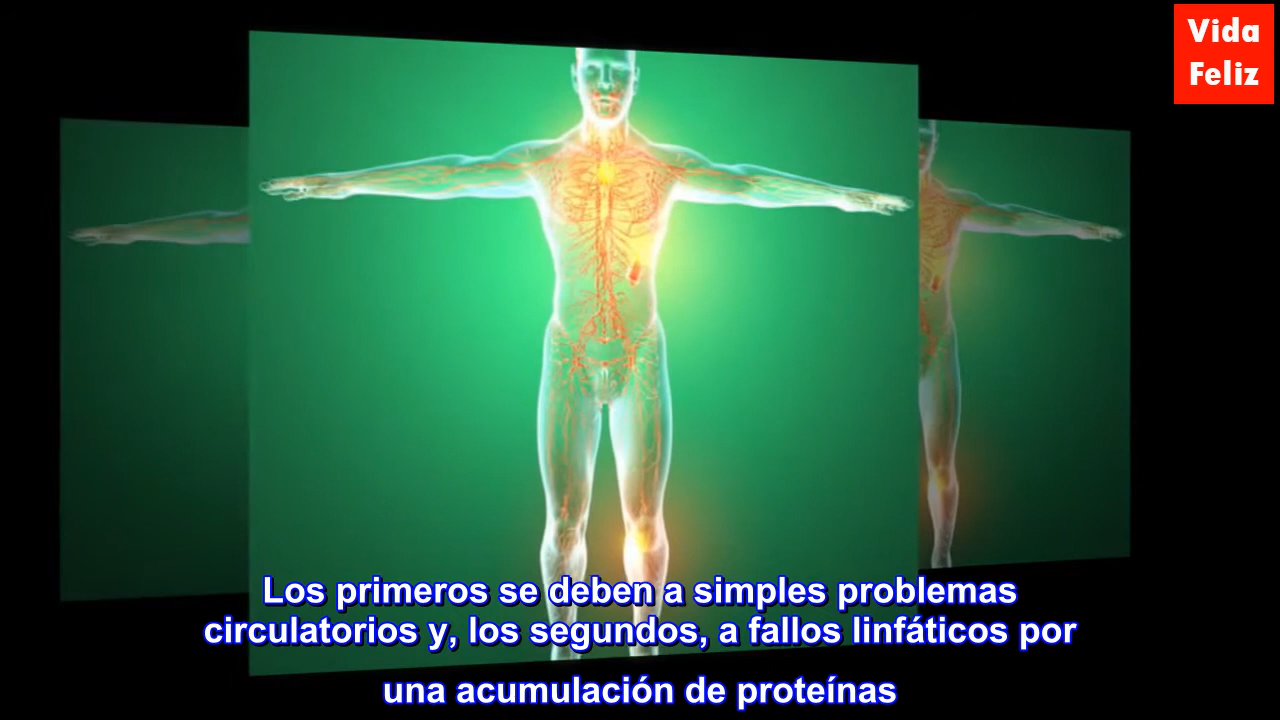 Vida
Feliz
Los primeros se deben a simples problemas
circulatorios y, los segundos, a fallos linfáticos por
una acumulación de proteínas